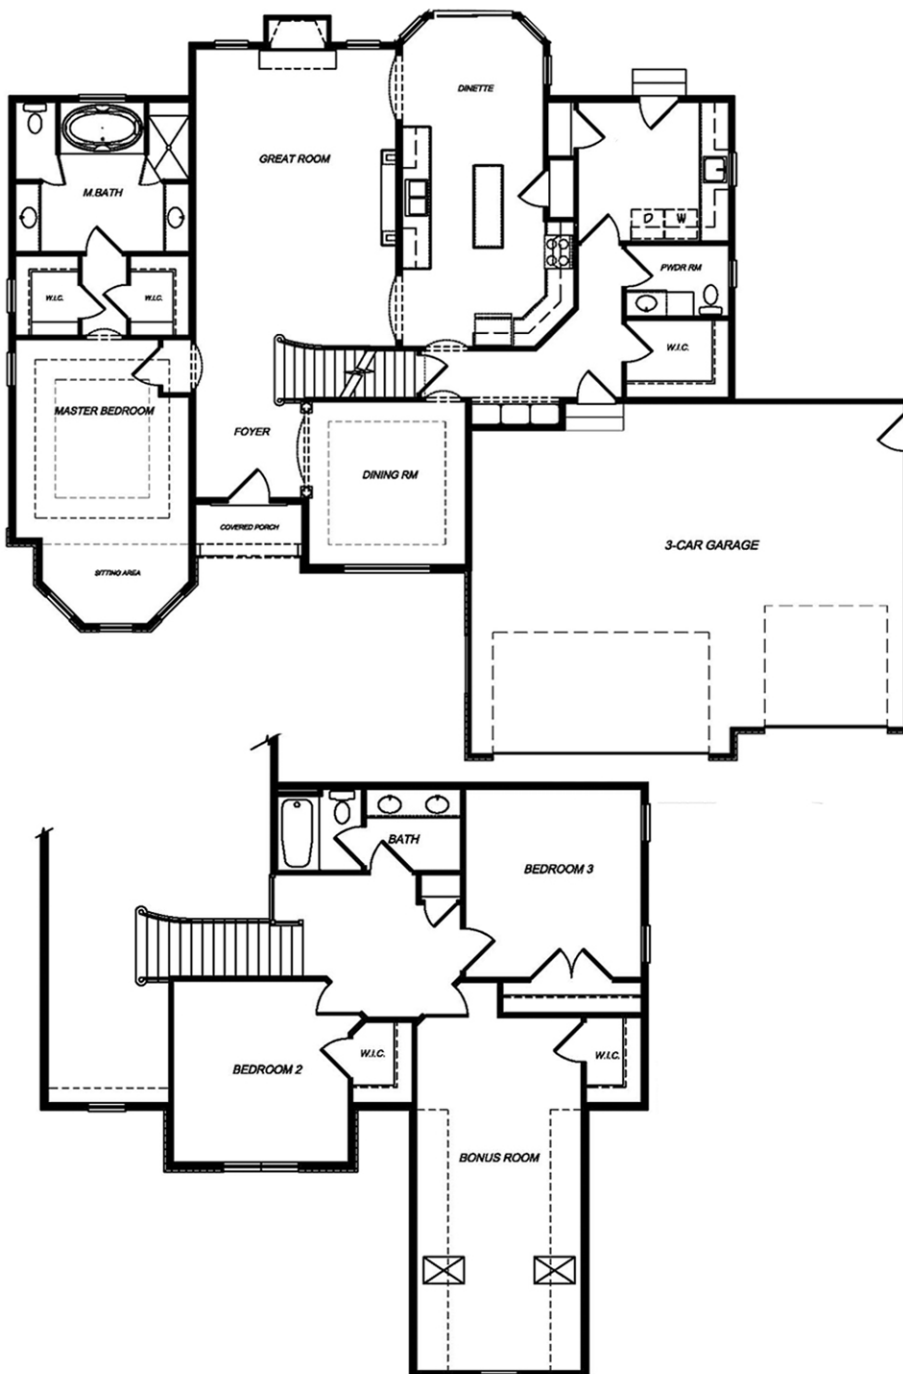 DINETTE
GREAT ROOM
M.BATH
D W
PWDR RM
W.I.C.
W.I.C.
W.I.C.
MASTER BEDROOM
FOYER
DINING RM
COVERED PORCH
3-CAR GARAGE
SITTING AREA
BATH
BEDROOM 3
W.I.C.
W.I.C.
BEDROOM 2
BONUS ROOM